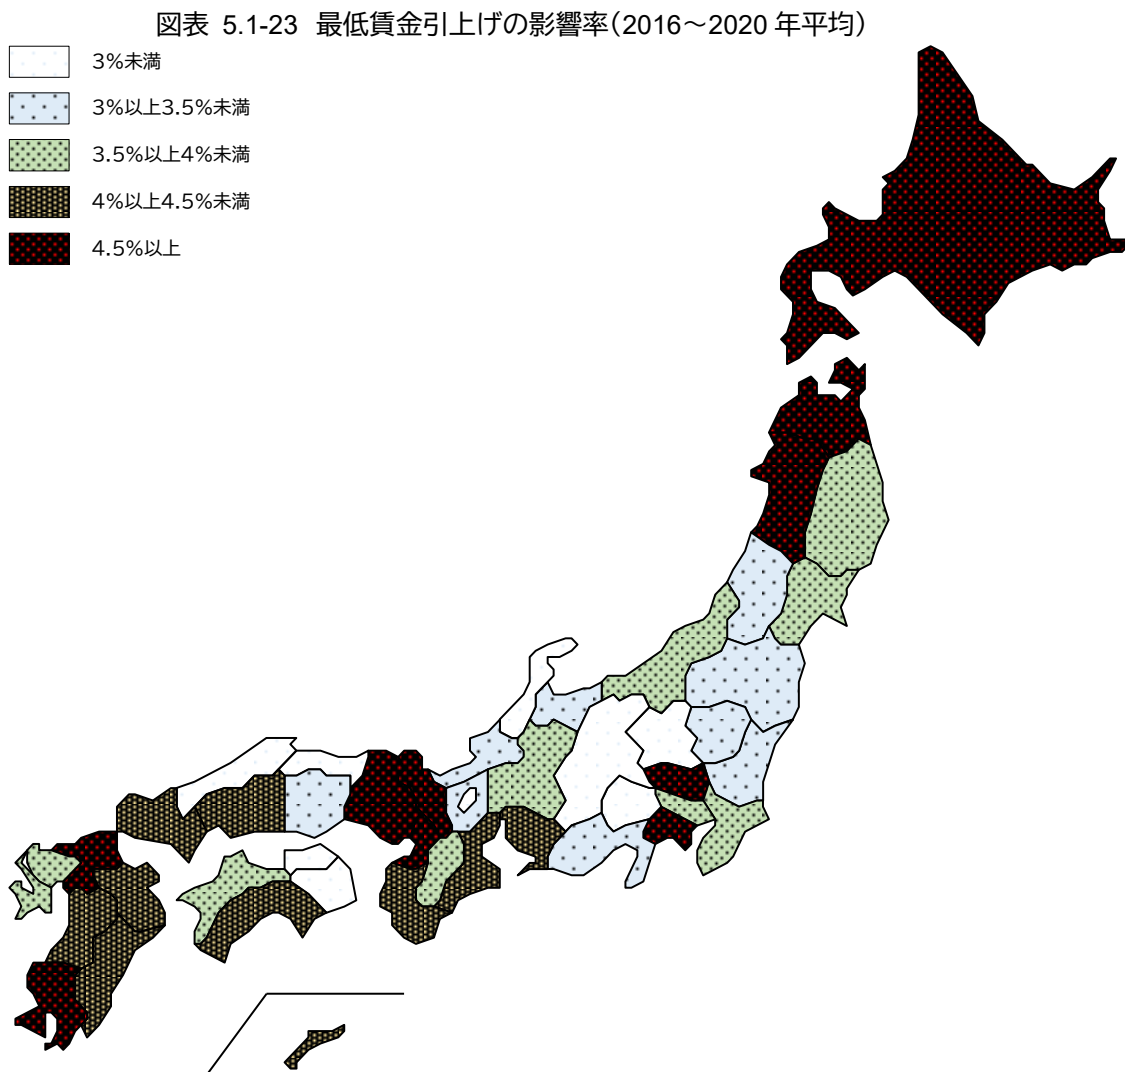 図表 5.1-23 最低賃金引上げの影響率(2016～2020 年平均)
3%未満
3%以上3.5%未満
3.5%以上4%未満
4%以上4.5%未満
4.5%以上